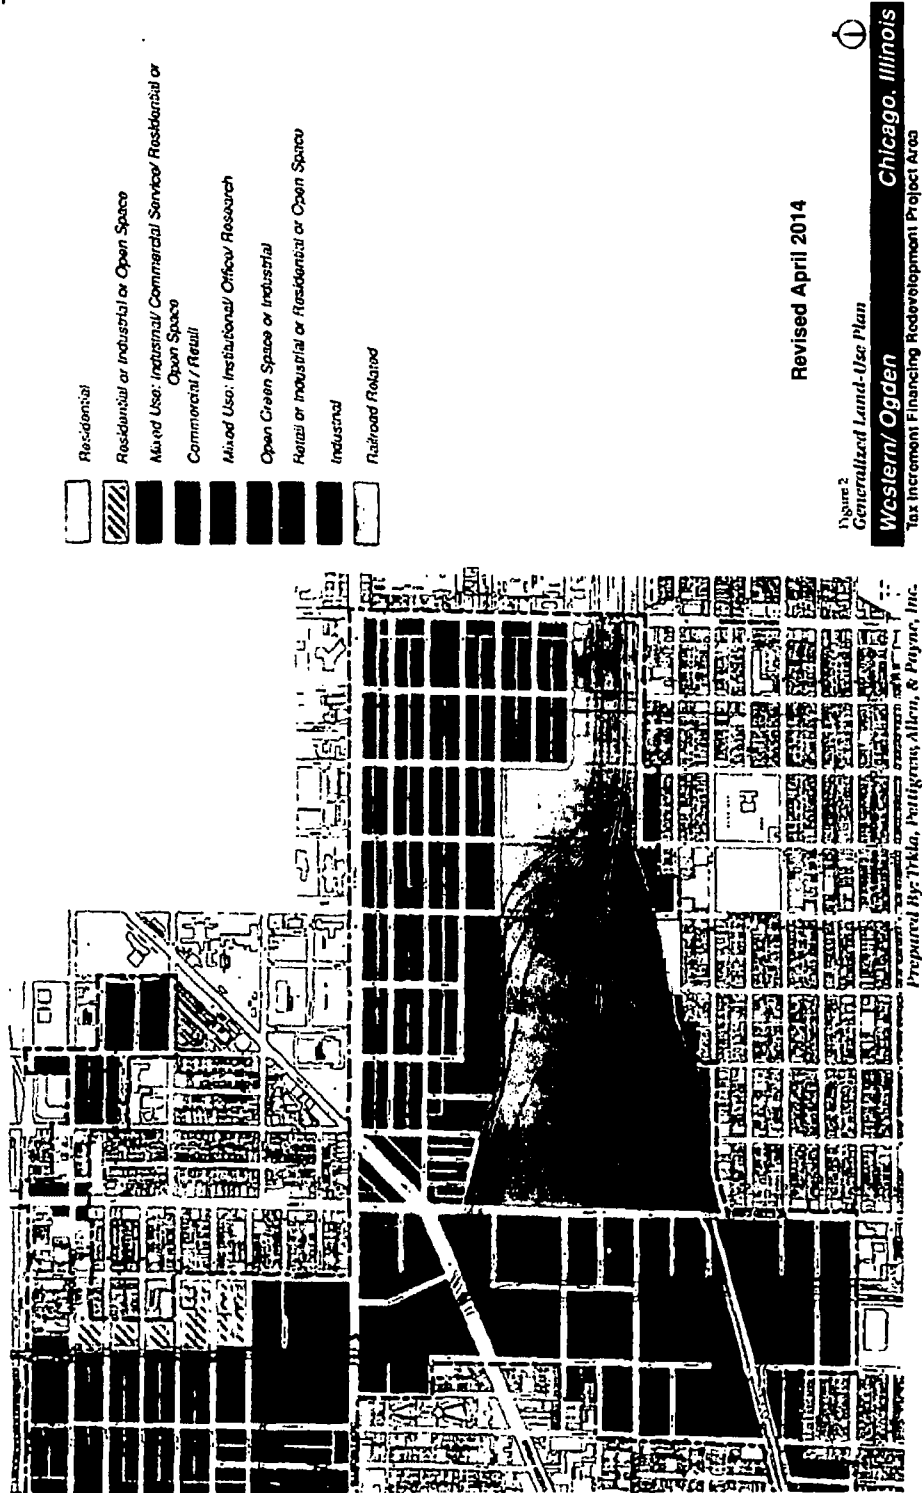 Residential
Residential or Industrial or Open Space
Mixed Use: Industrial/ Commercial Service/ Residential or
Open Space
Commercial / Retail
Mixed Use: Institutional/ Office/ Research
Open Green Space or Industrial
Retail or Industrial or Residential or Open Space
Industrial
Railroad Related
Revised April 2014
Figure 2
Generalized Land-Use Plan
Western/ Ogden Chicago, Illinois
Tax Increment Financing Redevelopment Project Area
Prepared By: Trkla, Pettigrew, Allen, & Payne, Inc.